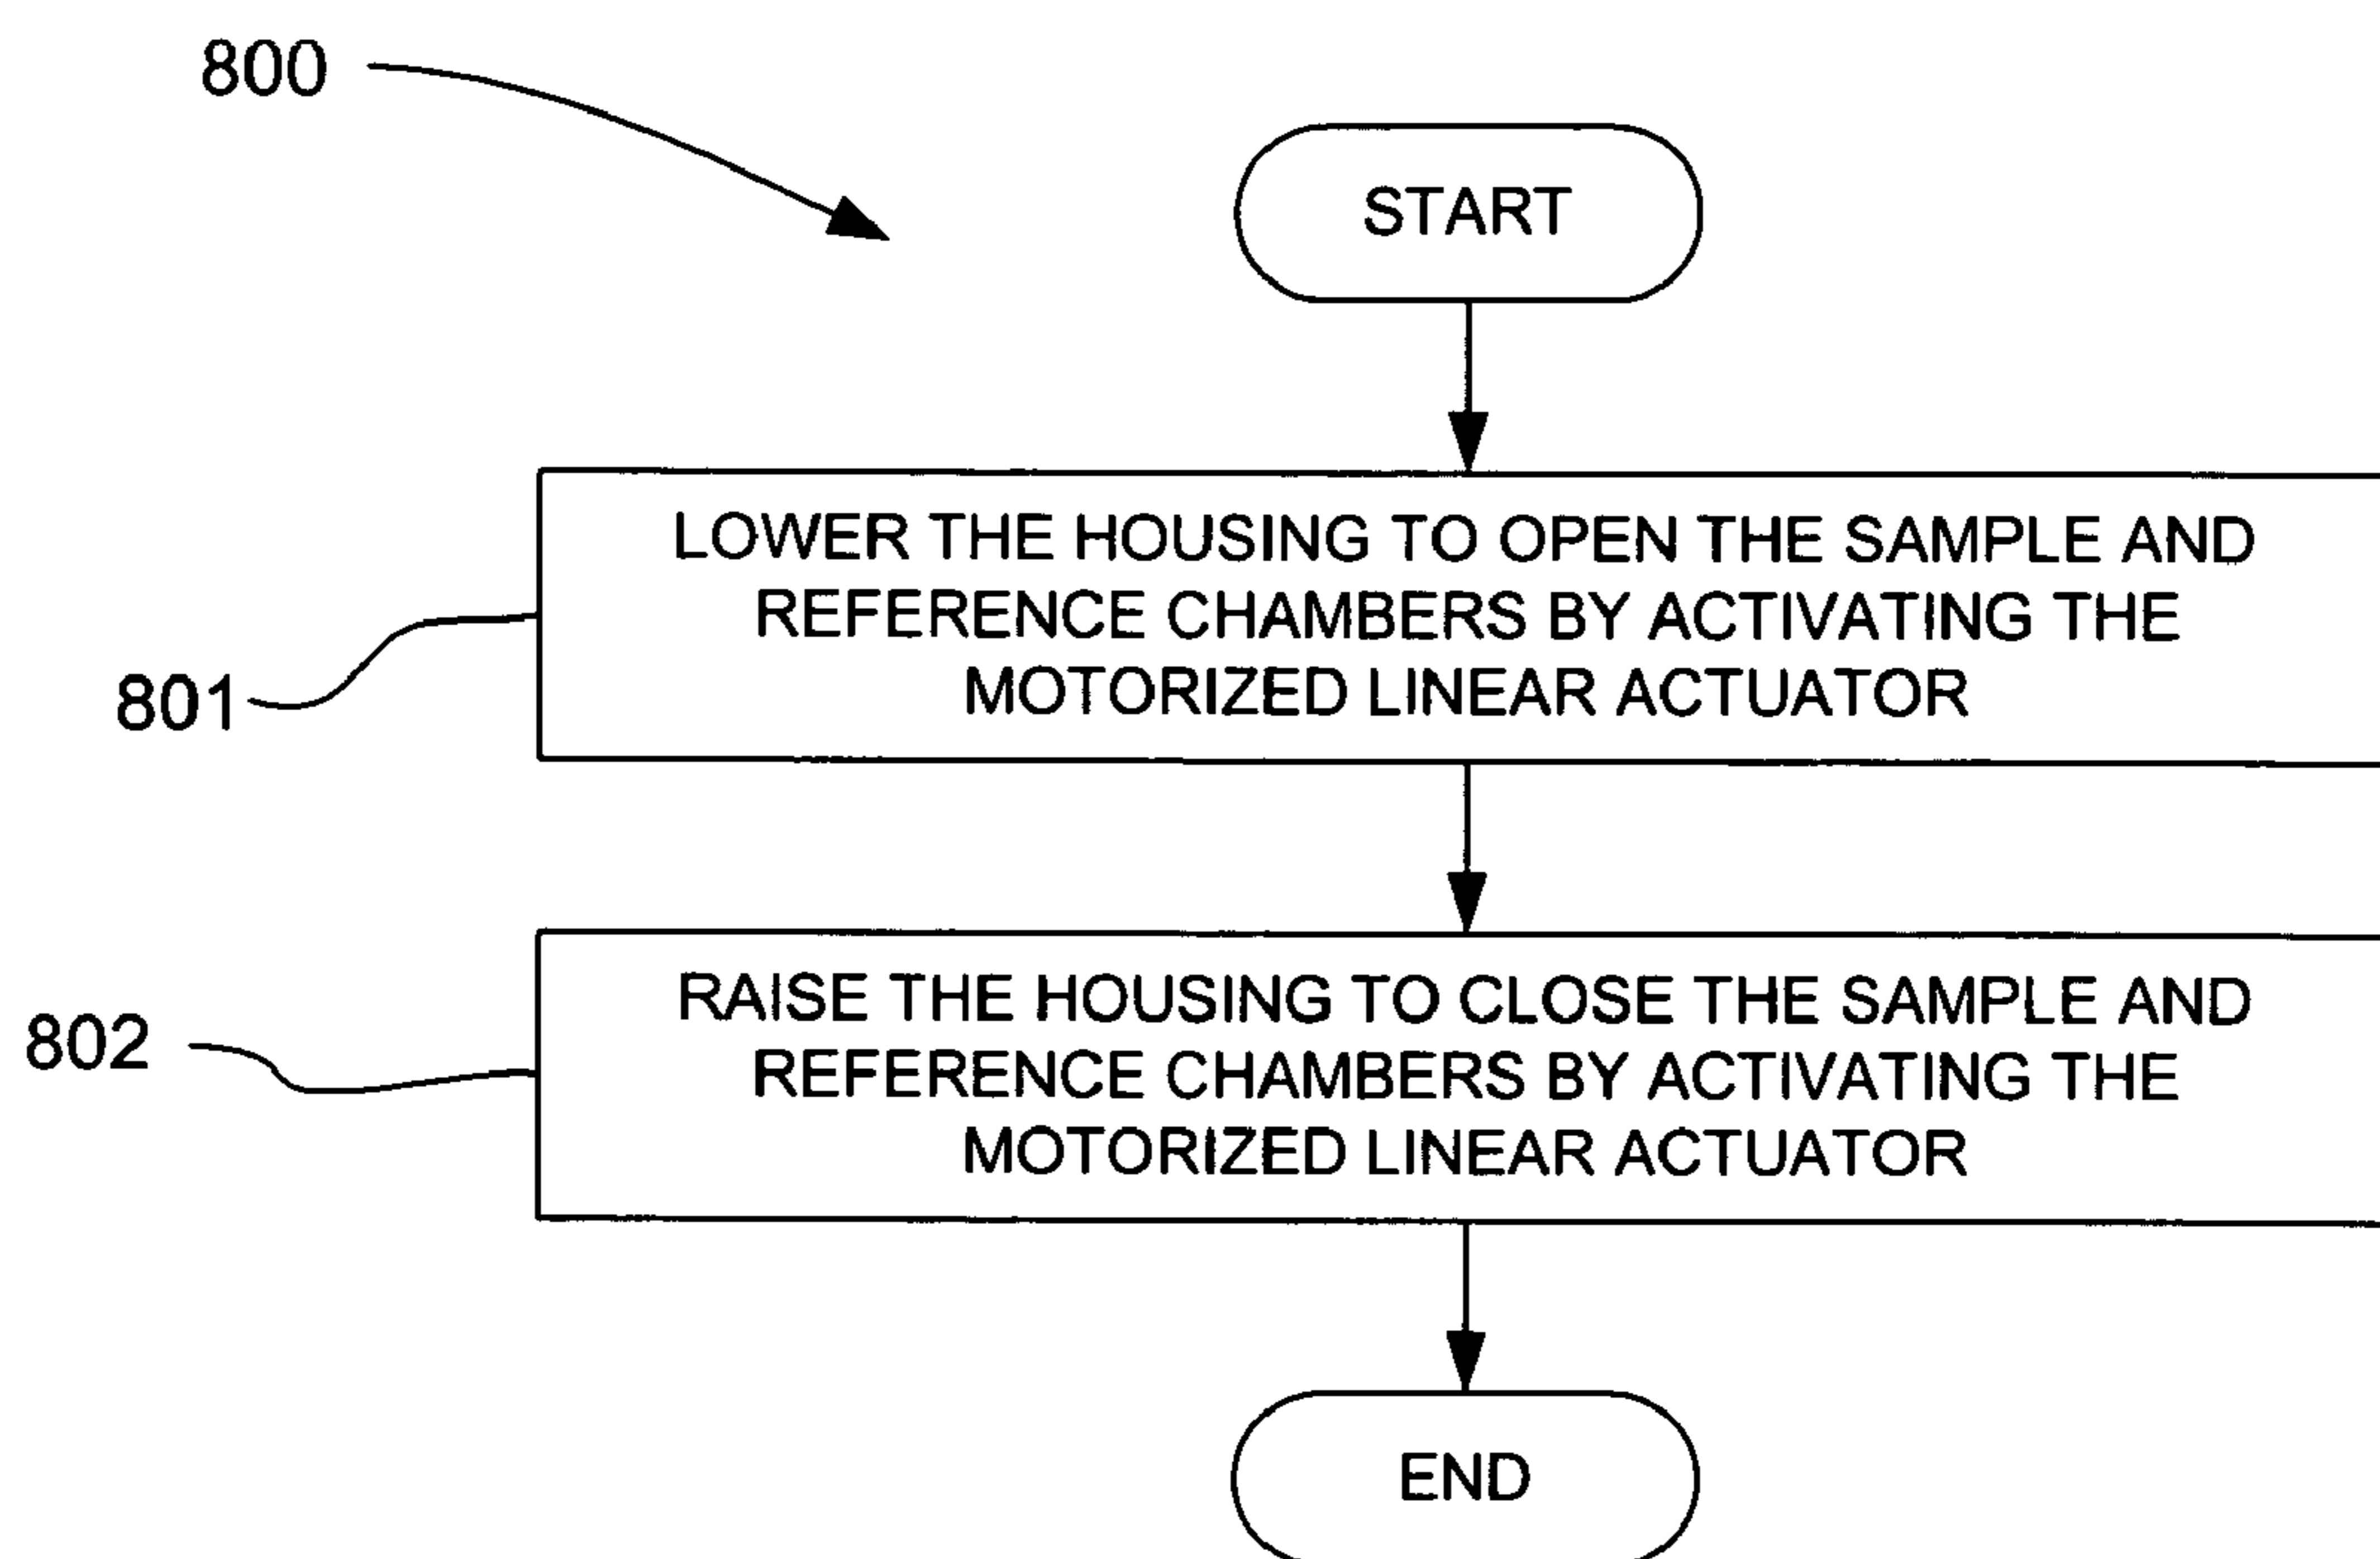 800
START
LOWER THE HOUSING TO OPEN THE SAMPLE AND
REFERENCE CHAMBERS BY ACTIVATING THE
MOTORIZED LINEAR ACTUATOR
801
RAISE THE HOUSING TO CLOSE THE SAMPLE AND
REFERENCE CHAMBERS BY ACTIVATING THE
MOTORIZED LINEAR ACTUATOR
802
END